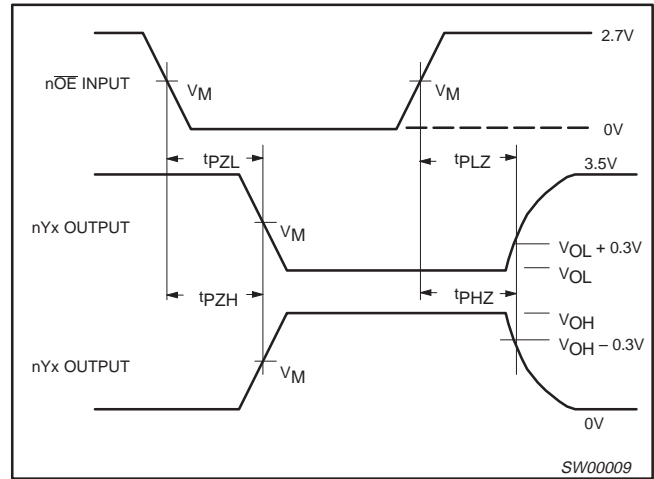 2.7V
nOE INPUT
VM
VM
0V
tPZL
tPLZ
3.5V
nYx OUTPUT
VM
VOL + 0.3V
VOL
tPZH
tPHZ
VOH
VOH – 0.3V
nYx OUTPUT
VM
0V
SW00009